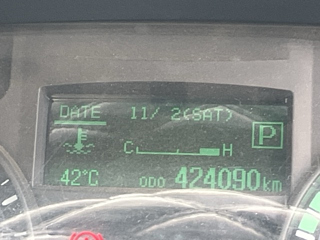 DATE 11/ 2(SAT)
P
C H
42°C ODO 424090km